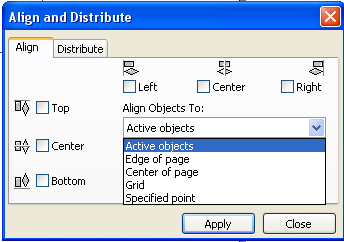 Align and Distribute
Align Distribute
Left Center Right
Top
Align Objects To:
Active objects
Center
Active objects
Edge of page
Center of page
Grid
Specified point
Bottom
Apply Close